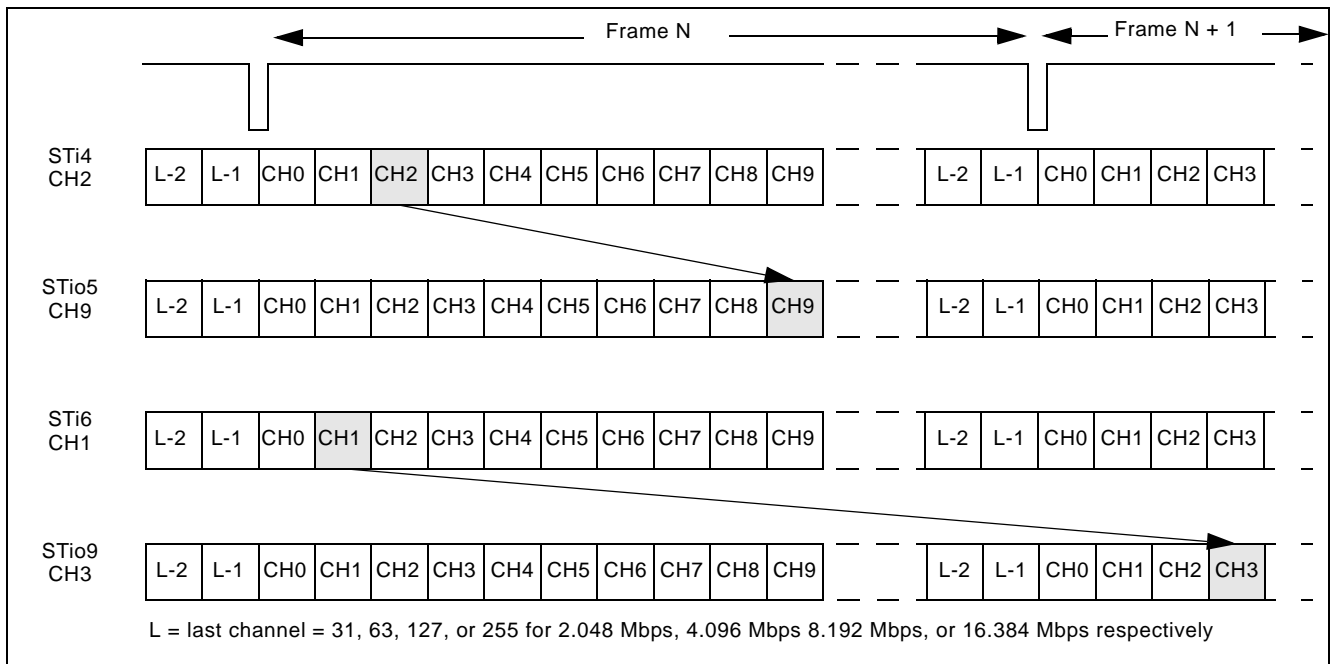 Frame N
Frame N + 1
STi4
CH2
L-2 L-1 CH0 CH1 CH2 CH3 CH4 CH5 CH6 CH7 CH8 CH9 L-2 L-1 CH0 CH1 CH2 CH3
STio5
CH9
L-2 L-1 CH0 CH1 CH2 CH3 CH4 CH5 CH6 CH7 CH8 CH9 L-2 L-1 CH0 CH1 CH2 CH3
STi6
CH1
L-2 L-1 CH0 CH1 CH2 CH3 CH4 CH5 CH6 CH7 CH8 CH9 L-2 L-1 CH0 CH1 CH2 CH3
STio9
CH3
L-2 L-1 CH0 CH1 CH2 CH3 CH4 CH5 CH6 CH7 CH8 CH9 L-2 L-1 CH0 CH1 CH2 CH3
L = last channel = 31, 63, 127, or 255 for 2.048 Mbps, 4.096 Mbps 8.192 Mbps, or 16.384 Mbps respectively